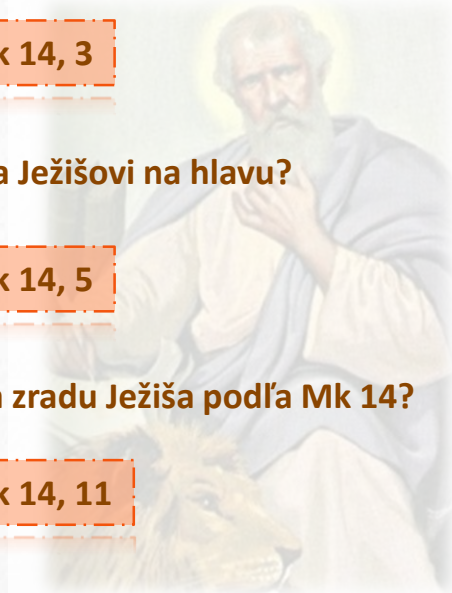 k 14, 3
a Ježišovi na hlavu?
k 14, 5
zradu Ježiša podľa Mk 14?
k 14, 11